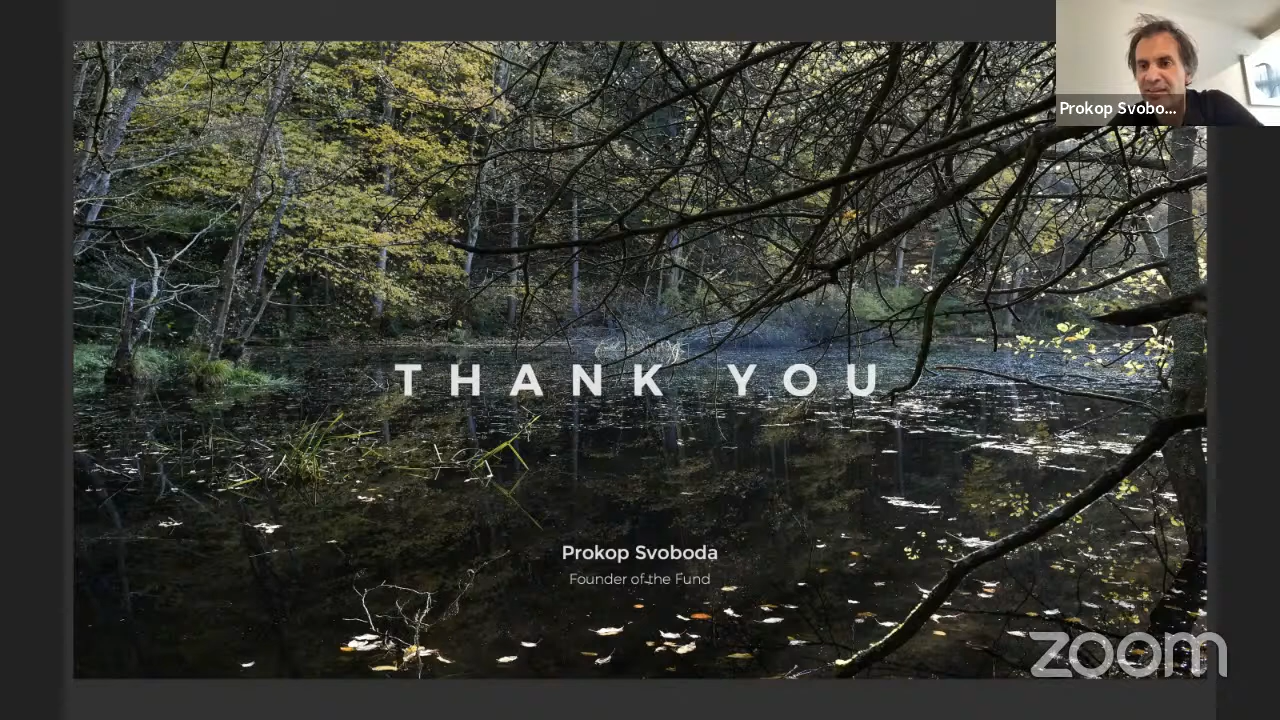 Prokop Svobo...
THANK YOU
Prokop Svoboda
Founder of the Fund
zoom